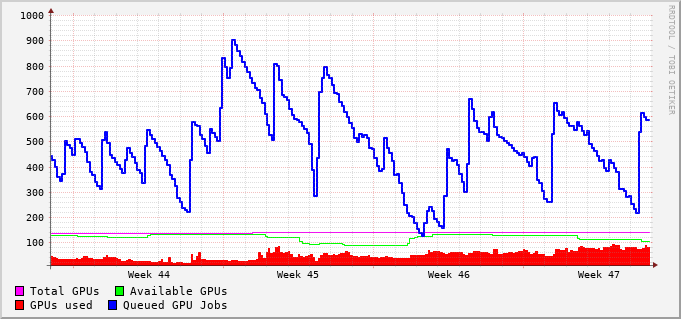 1000
900
800
700
600
500
400
300
200
100
Week 44 Week 45 Week 46 Week 47
Total GPUs Available GPUs
GPUs used Queued GPU Jobs
RRDTOOL / TOBI OETIKER